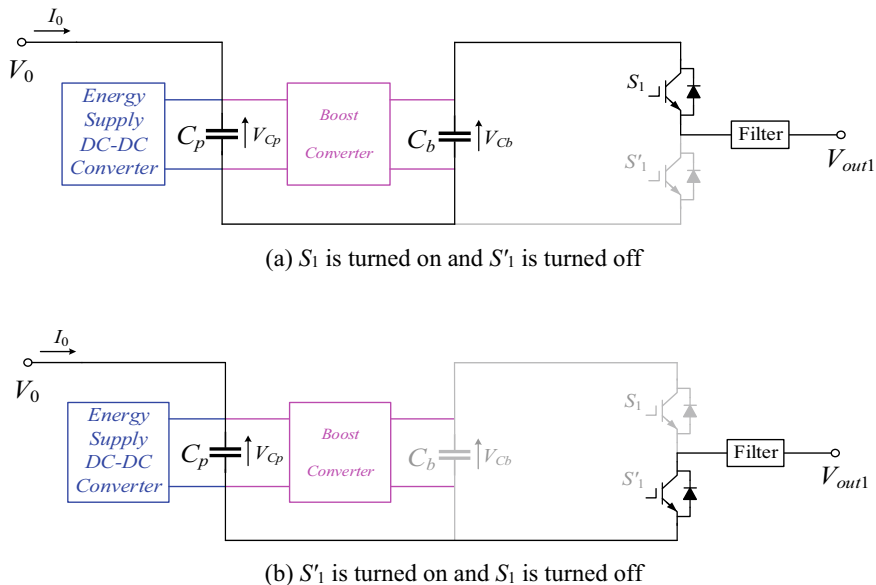 I0
V0
Energy
Supply
DC-DC
Converter
Cp
VCp
Boost
Converter
Cb
VCb
S1
S'1
Filter
Vout1
(a) S1 is turned on and S'1 is turned off
I0
V0
Energy
Supply
DC-DC
Converter
Cp
VCp
Boost
Converter
Cb
VCb
S1
S'1
Filter
Vout1
(b) S'1 is turned on and S1 is turned off